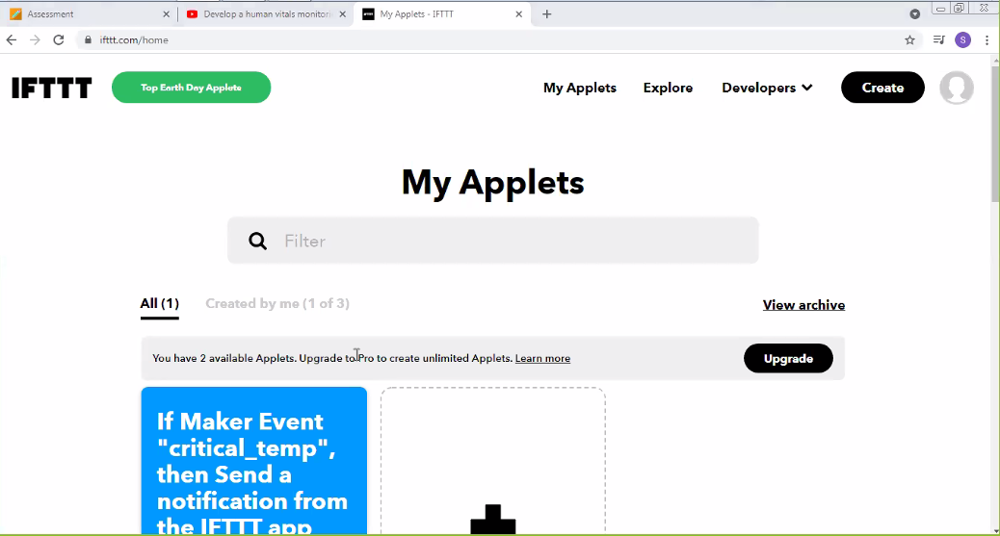 Assessment
Develop a human vitals monitorin
My Applets - IFTTT
ifttt.com/home
S
IFTTT
Top Earth Day Applets
My Applets
Explore
Developers
Create
My Applets
Filter
All (1)
Created by me (1 of 3)
View archive
You have 2 available Applets. Upgrade to Pro to create unlimited Applets. Learn more
Upgrade
If Maker Event
"critical_temp",
then Send a
notification from
the IFTTT app